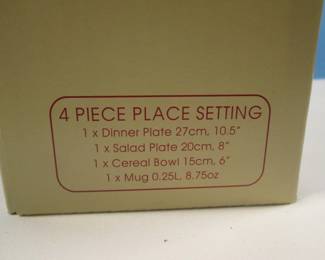 4 PIECE PLACE SETTING
1 x Dinner Plate 27cm, 10.5"
1 x Salad Plate 20cm, 8"
1 x Cereal Bowl 15cm, 6"
1 x Mug 0.25L, 8.75oz